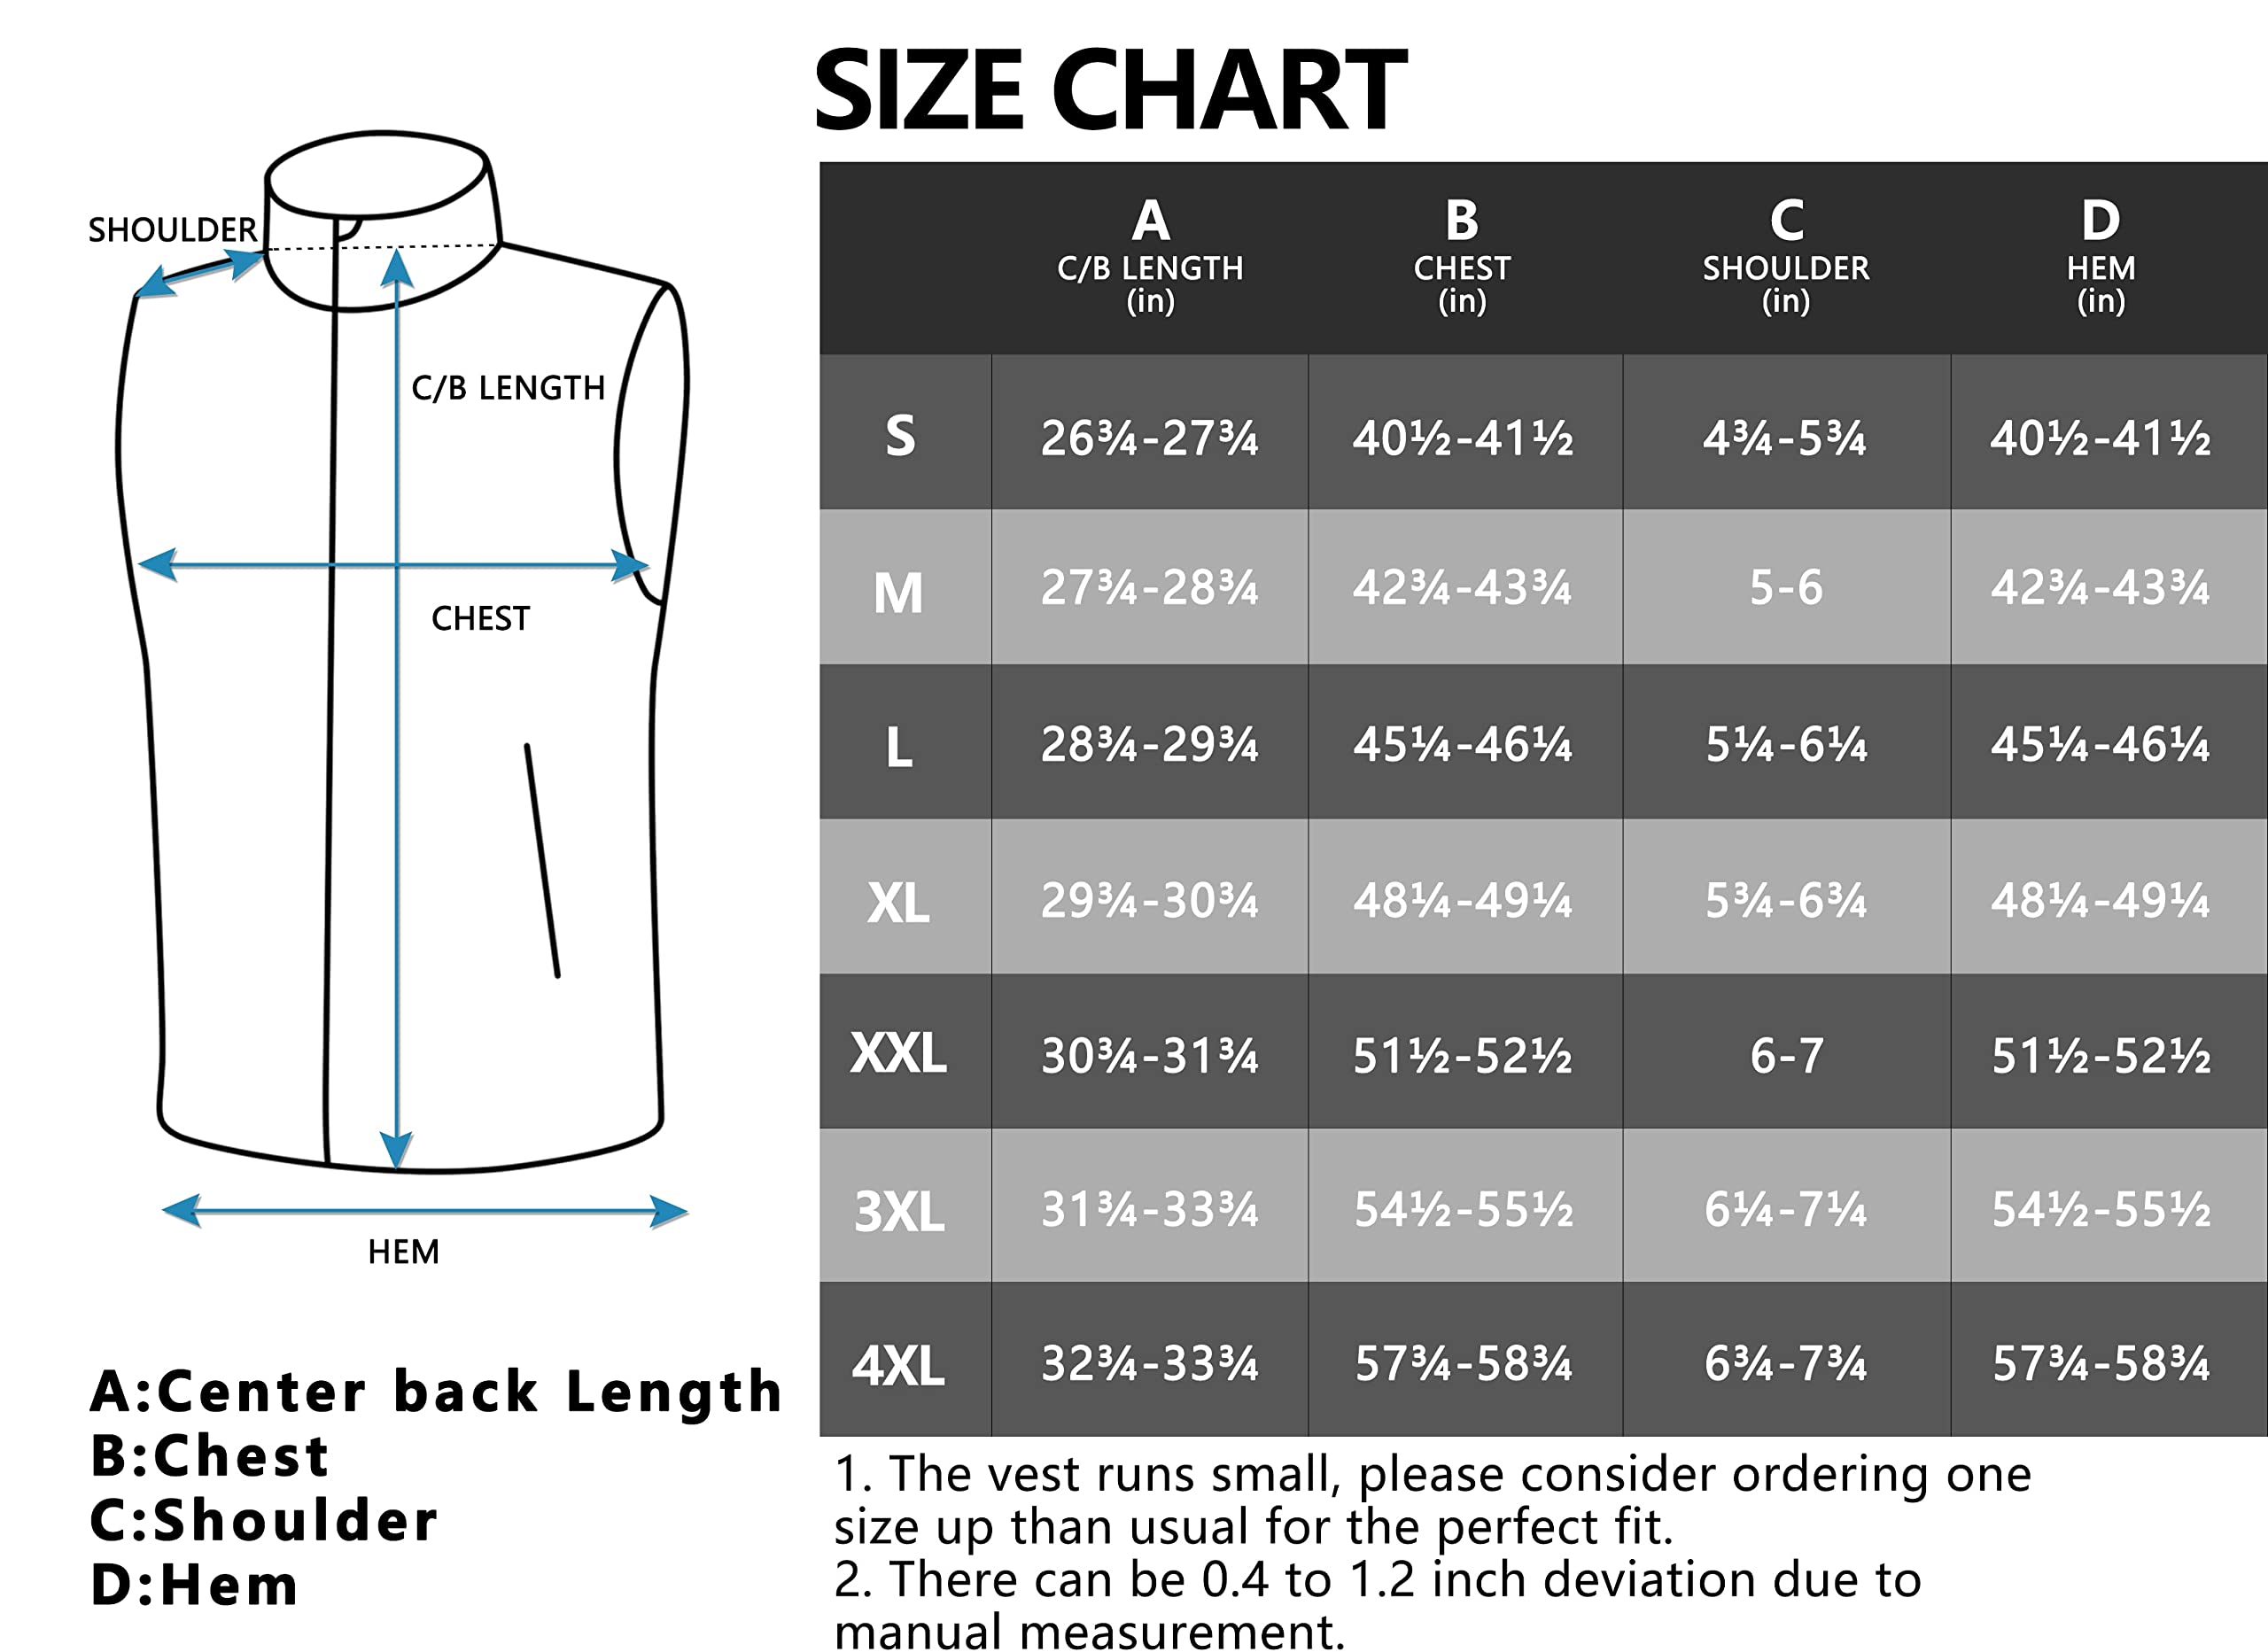 SIZE CHART
SHOULDER
C/B LENGTH
CHEST
HEM
A:Center back Length
B:Chest
C:Shoulder
D:Hem
A B C D
C/B LENGTH CHEST SHOULDER HEM
(in) (in) (in) (in)
S 26¾-27¾ 40½-41½ 4¾-5¾ 40½-41½
M 27¾-28¾ 42¾-43¾ 5-6 42¾-43¾
L 28¾-29¾ 45¼-46¼ 5¼-6¼ 45¼-46¼
XL 29¾-30¾ 48¼-49¼ 5¾-6¾ 48¼-49¼
XXL 30¾-31¾ 51½-52½ 6-7 51½-52½
3XL 31¾-33¾ 54½-55½ 6¼-7¼ 54½-55½
4XL 32¾-33¾ 57¾-58¾ 6¾-7¾ 57¾-58¾
1. The vest runs small, please consider ordering one
size up than usual for the perfect fit.
2. There can be 0.4 to 1.2 inch deviation due to
manual measurement.